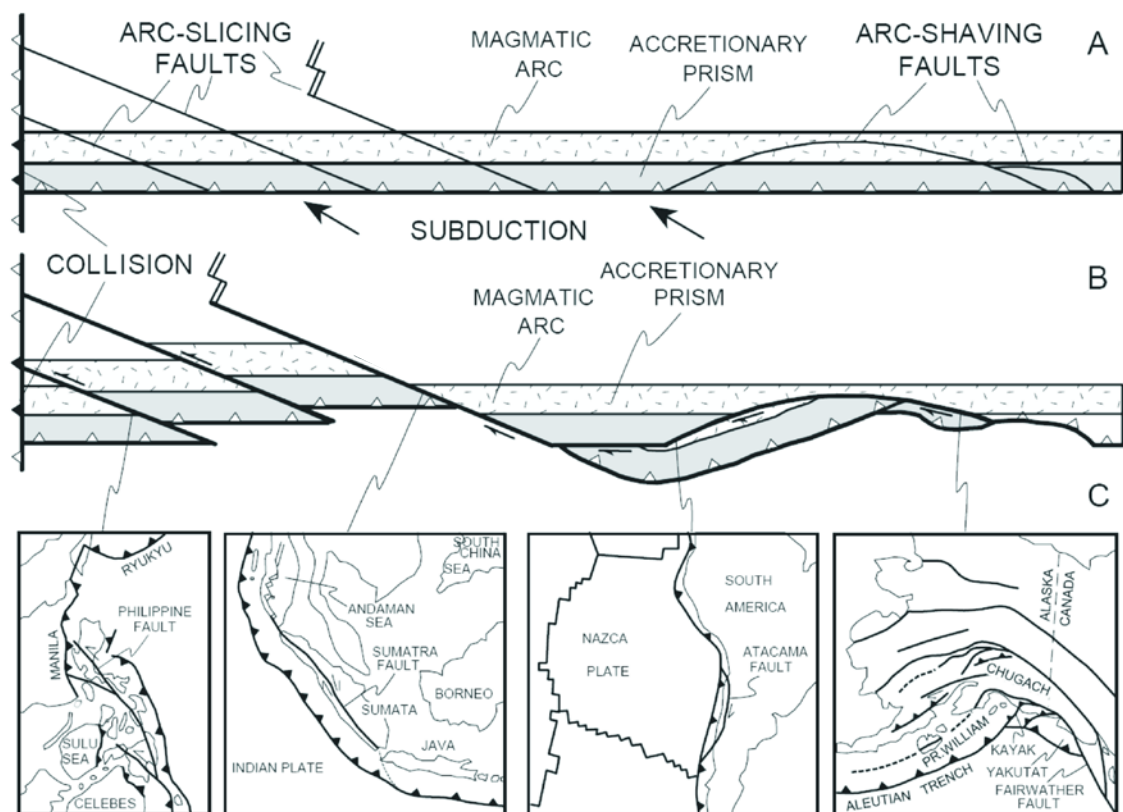 ARC-SLICING
FAULTS
MAGMATIC
ARC
ACCRETIONARY
PRISM
ARC-SHAVING
FAULTS
A
SUBDUCTION
COLLISION
MAGMATIC
ARC
ACCRETIONARY
PRISM
B
C
RYUKYU
PHILIPPINE
FAULT
MANILA
SULU
SEA
CELEBES
SOUTH
CHINA
SEA
ANDAMAN
SEA
SUMATRA
FAULT
BORNEO
SUMATA
JAVA
INDIAN PLATE
NAZCA
PLATE
SOUTH
AMERICA
ATACAMA
FAULT
ALASKA
CANADA
CHUGACH
PR.WILLIAM
KAYAK
YAKUTAT
FAIRWATHER
FAULT
ALEUTIAN TRENCH